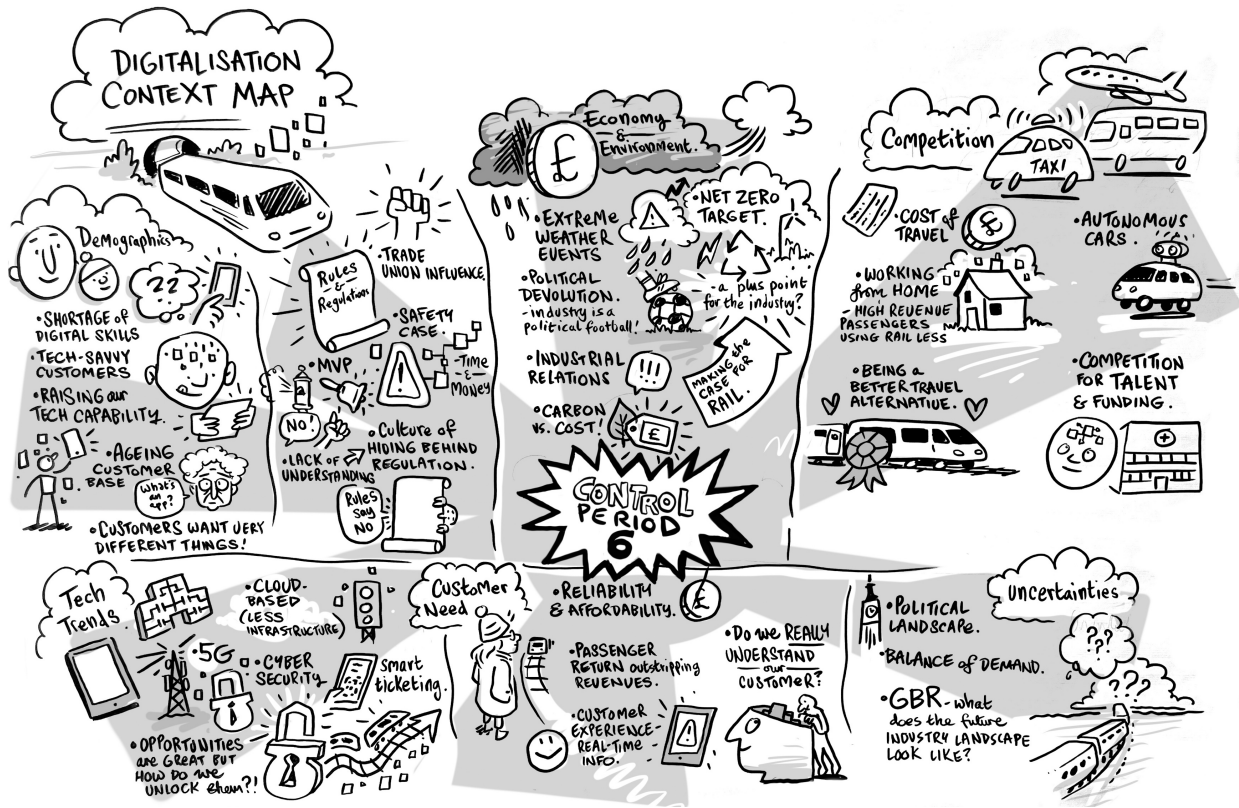 DIGITALISATION
CONTEXT MAP
Demographics
??
• SHORTAGE of
DIGITAL SKILLS
• TECH-SAVVY
CUSTOMERS
• RAISING our
TECH CAPABILITY.
• AGEING
CUSTOMER
BASE
What's
an
app?
• CUSTOMERS WANT VERY
DIFFERENT THINGS!
Rules
&
Regulations
• TRADE
UNION INFLUENCE.
• SAFETY
CASE.
- TIME
&
MONEY
• MVP
NO!
• LACK of
UNDERSTANDING
• Culture of
HIDING BEHIND
REGULATION.
Rules
say
NO
£
Economy
&
Environment.
• EXTREME
WEATHER
EVENTS
• POLITICAL
DEVOLUTION.
- industry is a
political football!
• INDUSTRIAL
RELATIONS
!!!
• CARBON
vs. COST!
£
• NET ZERO
TARGET.
- a plus point
for the industry?
MAKING the
CASE FOR
RAIL.
CONTROL
PERIOD
6
Competition
TAXI
• COST of
TRAVEL
£
• WORKING
from HOME
- HIGH REVENUE
PASSENGERS
USING RAIL LESS
• BEING A
BETTER TRAVEL
ALTERNATIVE.
• AUTONOMOUS
CARS.
• COMPETITION
FOR TALENT
& FUNDING.
Tech
Trends
• CLOUD-
BASED
(LESS
INFRASTRUCTURE)
• 5G
• CYBER
SECURITY
smart
ticketing.
• OPPORTUNITIES
are GREAT BUT
HOW DO we
UNLOCK them?!
Customer
Need
• RELIABILITY
& AFFORDABILITY.
£
• PASSENGER
RETURN outstripping
REVENUES.
• CUSTOMER
EXPERIENCE-
REAL-TIME
INFO.
• Do we REALLY
UNDERSTAND
our
CUSTOMER?
Uncertainties
• POLITICAL
LANDSCAPE.
• BALANCE of DEMAND.
• GBR - what
does the future
INDUSTRY LANDSCAPE
LOOK LIKE?
???
???